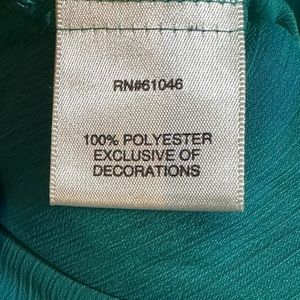 RN#61046
100% POLYESTER
EXCLUSIVE OF
DECORATIONS